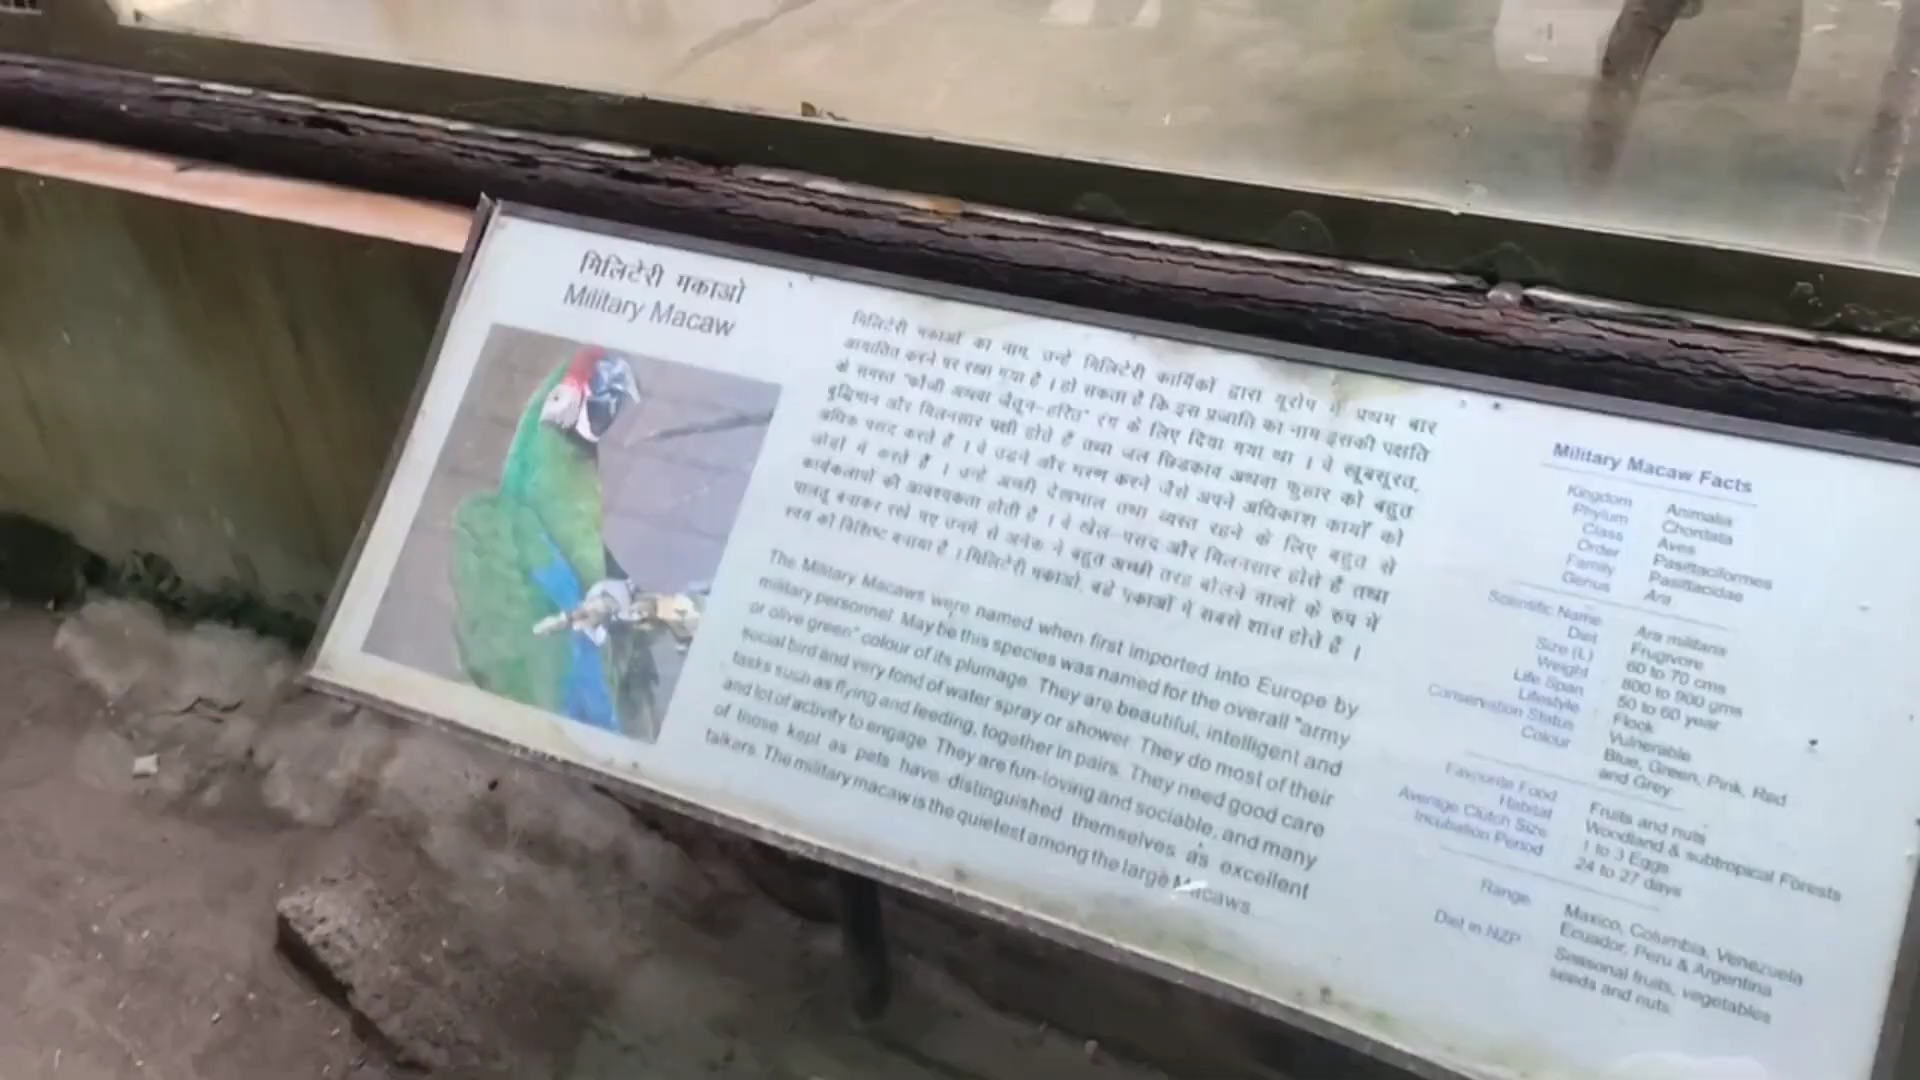 मिलिटेरी मकाओ
Military Macaw
मिलिटेरी मकाओं का नाम, उन्हें मिलिटेरी कार्मिकों द्वारा यूरोप में प्रथम बार
आयातित करने पर रखा गया है । हो सकता है कि इस प्रजाति का नाम इसकी पक्षति
के समस्त "फौजी अथवा जैतून-हरित" रंग के लिए दिया गया था । ये खूबसूरत,
बुद्धिमान और मिलनसार पक्षी होते हैं तथा जल छिडकाव अथवा फुहार को बहुत
अधिक पसंद करते हैं । वे उडने और भरण करने जैसे अपने अधिकांश कार्यों को
जोडों में करते हैं । उन्हें अच्छी देखभाल तथा व्यस्त रहने के लिए बहुत से
कार्यकलापों की आवश्यकता होती है । ये खेल-पसंद और मिलनसार होते हैं तथा
पालतू बनाकर रखे गए उनमें से अनेक ने बहुत अच्छी तरह बोलने वालों के रुप में
स्वयं को विशिष्ट बनाया है । मिलिटेरी मकाओ, बडे मकाओं में सबसे शांत होते हैं ।
The Military Macaws were named when first imported into Europe by
military personnel. May be this species was named for the overall "army
or olive green" colour of its plumage. They are beautiful, intelligent and
social bird and very fond of water spray or shower. They do most of their
tasks such as flying and feeding, together in pairs. They need good care
and lot of activity to engage. They are fun-loving and sociable, and many
of those kept as pets have distinguished themselves as excellent
talkers. The military macaw is the quietest among the large Macaws.
Military Macaw Facts
Kingdom Animalia
Phylum Chordata
Class Aves
Order Pasittaciformes
Family Pasittacidae
Genus Ara
Scientific Name Ara militaris
Diet Frugivore
Size (L) 60 to 70 cms
Weight 800 to 900 gms
Life Span 50 to 60 year
Lifestyle Flock
Conservation Status Vulnerable
Colour Blue, Green, Pink, Red
and Grey
Favourite Food Fruits and nuts
Habitat Woodland & subtropical Forests
Average Clutch Size 1 to 3 Eggs
Incubation Period 24 to 27 days
Range Maxico, Columbia, Venezuela
Ecuador, Peru & Argentina
Diet in NZP Seasonal fruits, vegetables
seeds and nuts.